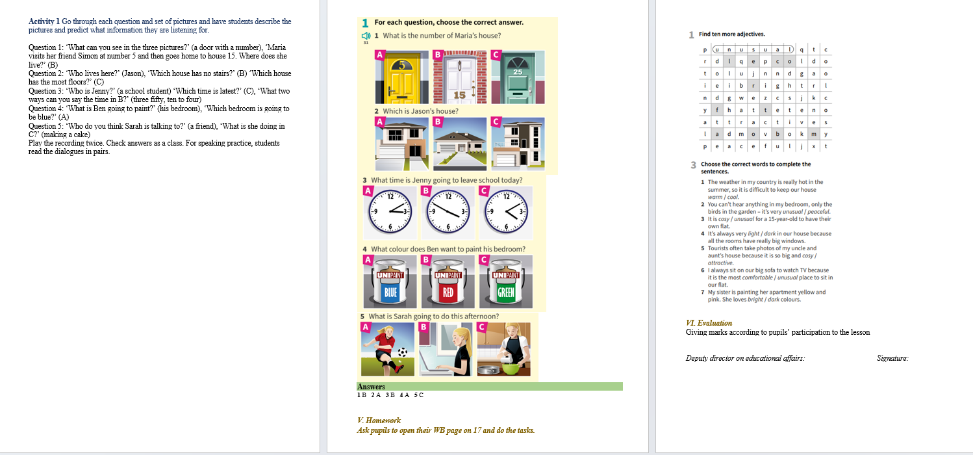 Activity 1 Go through each question and set of pictures and have students describe the
pictures and predict what information they are listening for.
Question 1: 'What can you see in the three pictures?' (a door with a number), 'Maria
visits her friend Simon at number 5 and then goes home to house 15. Where does she
live?' (B)
Question 2: 'Who lives here?' (Jason), 'Which house has no stairs?' (B) 'Which house
has the most floors?' (C)
Question 3: 'Who is Jenny?' (a school student) 'Which time is latest?' (C), 'What two
ways can you say the time in B?' (three fifty, ten to four)
Question 4: 'What is Ben going to paint?' (his bedroom), 'Which bedroom is going to
be blue?' (A)
Question 5: 'Who do you think Sarah is talking to?' (a friend), 'What is she doing in
C?' (making a cake)
Play the recording twice. Check answers as a class. For speaking practice, students
read the dialogues in pairs.
1 For each question, choose the correct answer.
1 What is the number of Maria's house?
A B C
5 15 25
2 Which is Jason's house?
A B C
3 What time is Jenny going to leave school today?
A B C
12 3 6 9 12 3 6 9 12 3 6 9
4 What colour does Ben want to paint his bedroom?
A B C
UNIPAINT UNIPAINT UNIPAINT
BLUE RED GREEN
5 What is Sarah going to do this afternoon?
A B C
Answers
1B 2A 3B 4A 5C
V. Homework
Ask pupils to open their WB page on 17 and do the tasks.
1 Find ten more adjectives.
p u n u s u a l q t c
3 Choose the correct words to complete the
sentences.
1 The weather in my country is really hot in the
summer, so it is difficult to keep our house
warm / cool.
2 You can't hear anything in my bedroom, only the
birds in the garden – it's very unusual / peaceful.
3 It is cosy / unusual for a 15-year-old to have their
own flat.
4 It's always very light / dark in our house because
all the rooms have really big windows.
5 Tourists often take photos of my uncle and
aunt's house because it is so big and cosy /
attractive.
6 I always sit on our big sofa to watch TV because
it is the most comfortable / unusual place to sit in
our flat.
7 My sister is painting her apartment yellow and
pink. She loves bright / dark colours.
VI. Evaluation
Giving marks according to pupils' participation to the lesson
Deputy director on educational affairs: Signature: